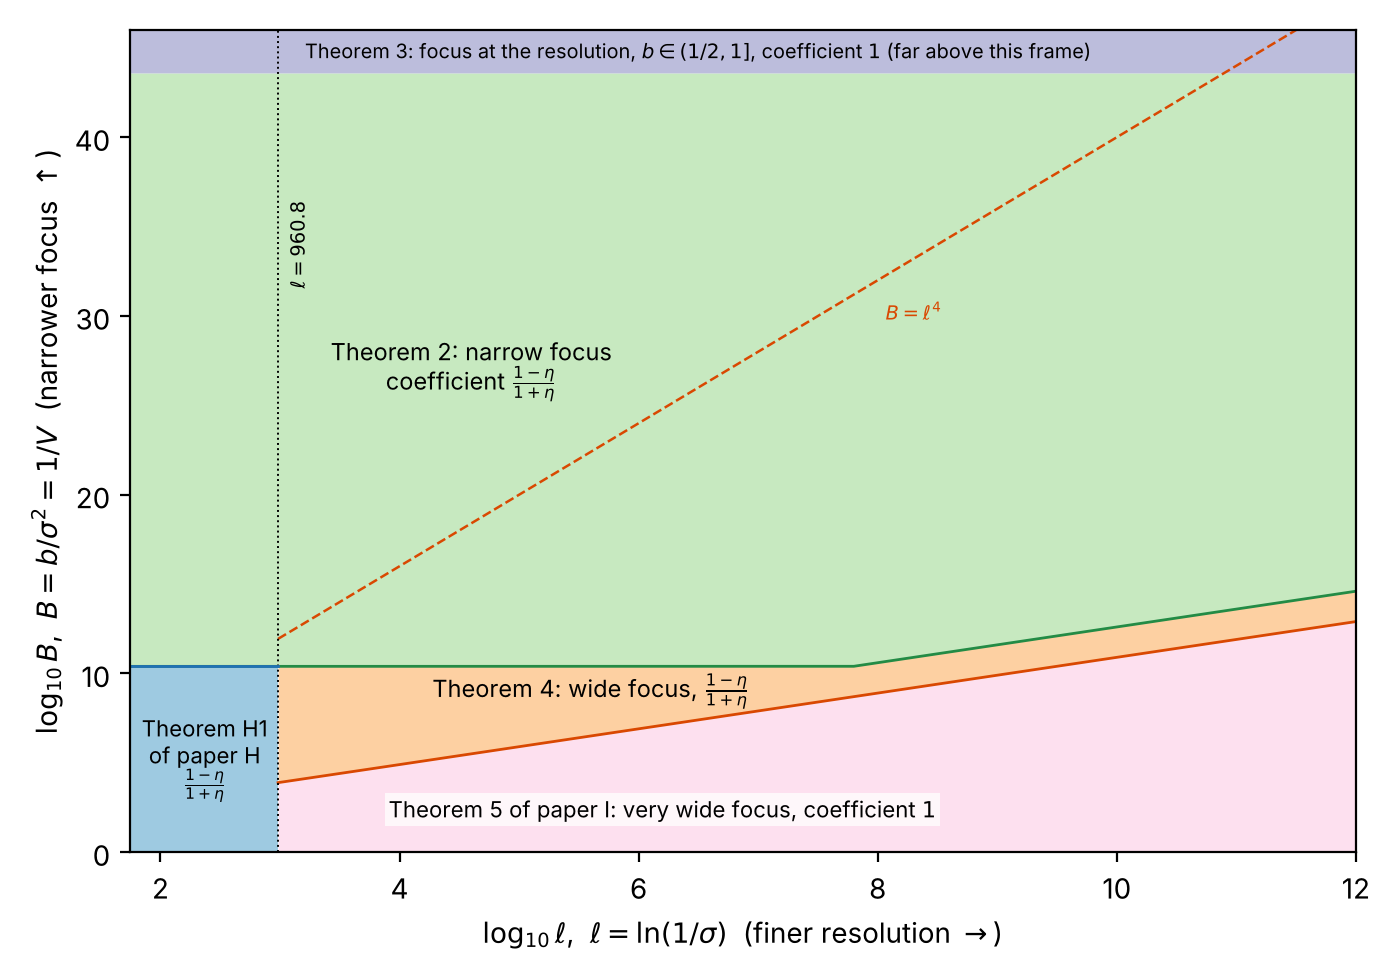 Theorem 3: focus at the resolution, b ∈ (1/2, 1], coefficient 1 (far above this frame)
40
30
20
10
0
log₁₀ B, B = b/σ² = 1/V (narrower focus ↑)
ℓ = 960.8
B = ℓ⁴
Theorem 2: narrow focus
coefficient (1−η)/(1+η)
Theorem 4: wide focus, (1−η)/(1+η)
Theorem H1
of paper H
(1−η)/(1+η)
Theorem 5 of paper I: very wide focus, coefficient 1
2 4 6 8 10 12
log₁₀ ℓ, ℓ = ln(1/σ) (finer resolution →)